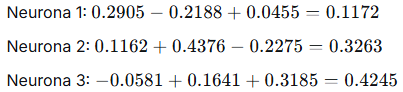 Neurona 1: 0.2905 − 0.2188 + 0.0455 = 0.1172
Neurona 2: 0.1162 + 0.4376 − 0.2275 = 0.3263
Neurona 3: −0.0581 + 0.1641 + 0.3185 = 0.4245